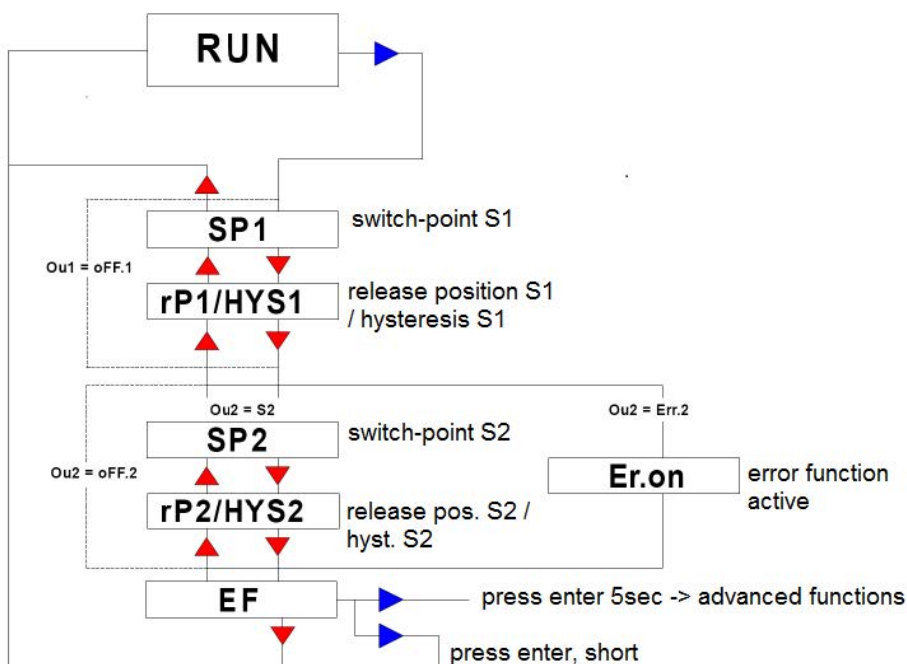 RUN
SP1
switch-point S1
Ou1 = oFF.1
rP1/HYS1
release position S1
/ hysteresis S1
Ou2 = S2
Ou2 = Err.2
SP2
switch-point S2
Ou2 = oFF.2
Er.on
error function
active
rP2/HYS2
release pos. S2 /
hyst. S2
EF
press enter 5sec -> advanced functions
press enter, short